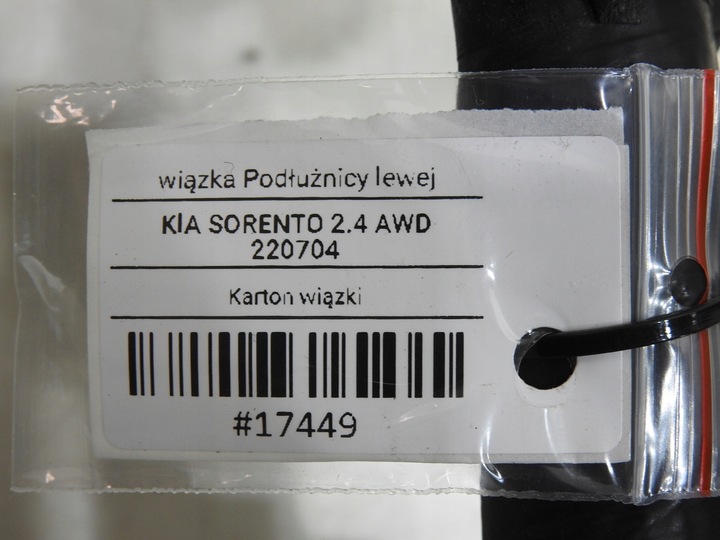 wiązka Podłużnicy lewej
KIA SORENTO 2.4 AWD
220704
Karton wiązki
#17449